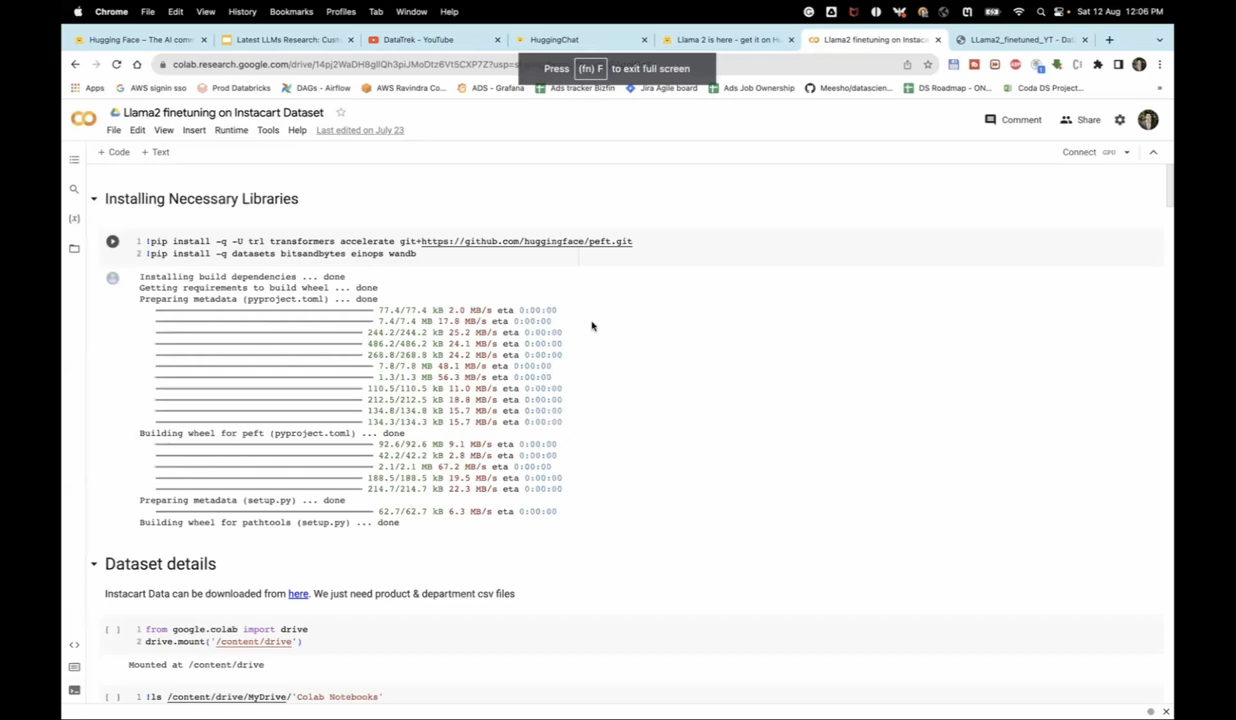 Chrome File Edit View History Bookmarks Profiles Tab Window Help Sat 12 Aug 12:06 PM
Hugging Face – The AI comm Latest LLMs Research: Cust DataTrek - YouTube HuggingChat Llama 2 is here - get it on Hu Llama2 finetuning on Instac LLama2_finetuned_YT - Dat
colab.research.google.com/drive/14pj2WaDH8gllQh3piJMoDtz6Vt5CXP7Z?usp=s
Press (fn) F to exit full screen
Apps AWS signin sso Prod Databricks DAGs - Airflow AWS Ravindra Co... ADS - Grafana Ads tracker Bizfin Jira Agile board Ads Job Ownership Meesho/datascien... DS Roadmap - ON... Coda DS Project...
Llama2 finetuning on Instacart Dataset
Comment Share
File Edit View Insert Runtime Tools Help Last edited on July 23
+ Code + Text Connect GPU
Installing Necessary Libraries
1 !pip install -q -U trl transformers accelerate git+https://github.com/huggingface/peft.git
2 !pip install -q datasets bitsandbytes einops wandb
Installing build dependencies ... done
Getting requirements to build wheel ... done
Preparing metadata (pyproject.toml) ... done
77.4/77.4 kB 2.0 MB/s eta 0:00:00
7.4/7.4 MB 17.8 MB/s eta 0:00:00
244.2/244.2 kB 25.2 MB/s eta 0:00:00
486.2/486.2 kB 24.1 MB/s eta 0:00:00
268.8/268.8 kB 24.2 MB/s eta 0:00:00
7.8/7.8 MB 48.1 MB/s eta 0:00:00
1.3/1.3 MB 56.3 MB/s eta 0:00:00
110.5/110.5 kB 11.0 MB/s eta 0:00:00
212.5/212.5 kB 18.8 MB/s eta 0:00:00
134.8/134.8 kB 15.7 MB/s eta 0:00:00
134.3/134.3 kB 15.7 MB/s eta 0:00:00
Building wheel for peft (pyproject.toml) ... done
92.6/92.6 MB 9.1 MB/s eta 0:00:00
42.2/42.2 kB 2.8 MB/s eta 0:00:00
2.1/2.1 MB 67.2 MB/s eta 0:00:00
188.5/188.5 kB 19.5 MB/s eta 0:00:00
214.7/214.7 kB 22.3 MB/s eta 0:00:00
Preparing metadata (setup.py) ... done
62.7/62.7 kB 6.3 MB/s eta 0:00:00
Building wheel for pathtools (setup.py) ... done
Dataset details
Instacart Data can be downloaded from here. We just need product & department csv files
[ ] 1 from google.colab import drive
2 drive.mount('/content/drive')
Mounted at /content/drive
[ ] 1 !ls /content/drive/MyDrive/'Colab Notebooks'